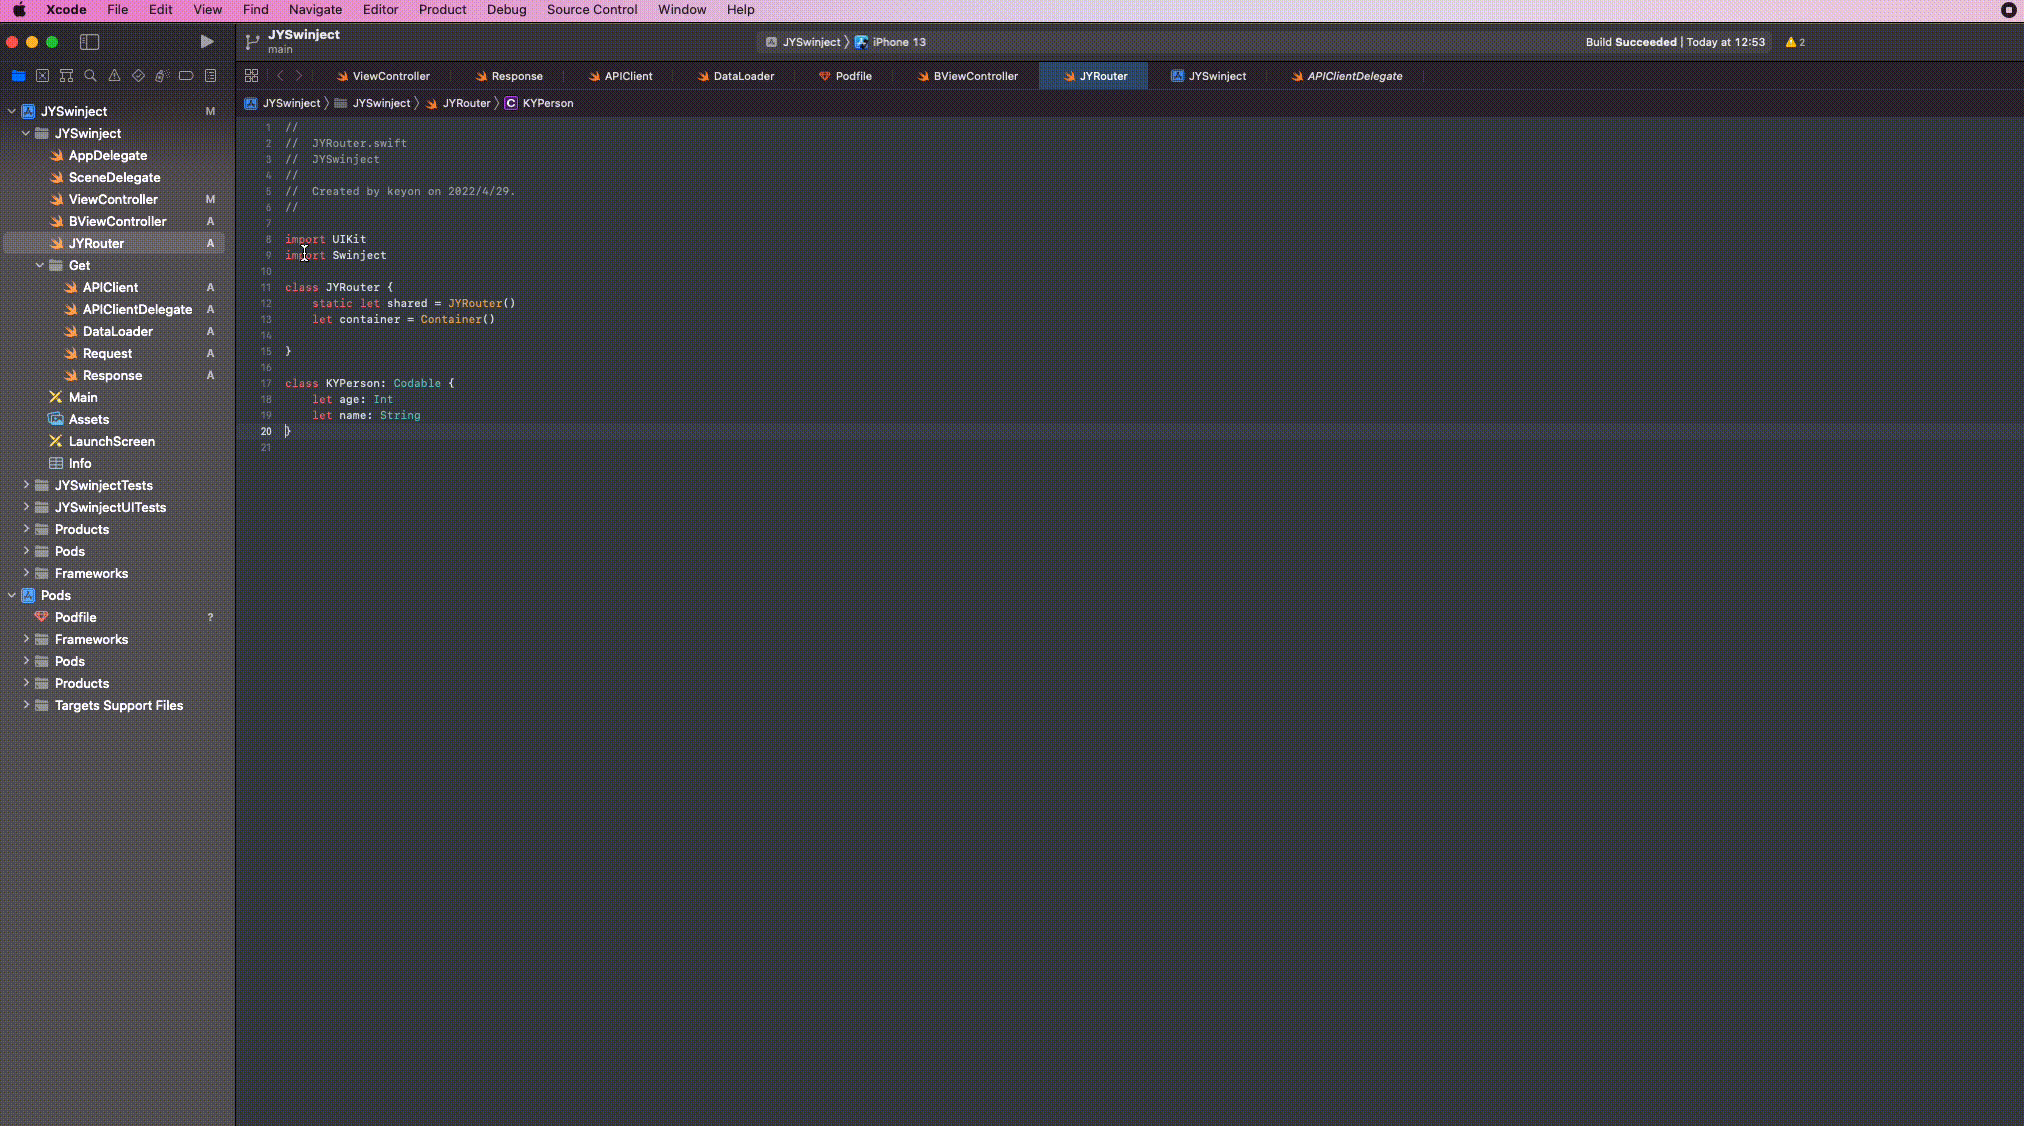 Xcode File Edit View Find Navigate Editor Product Debug Source Control Window Help
JYSwinject
main
JYSwinject iPhone 13
Build Succeeded | Today at 12:53
2
ViewController Response APIClient DataLoader Podfile BViewController JYRouter JYSwinject APIClientDelegate
JYSwinject JYSwinject JYRouter C KYPerson
JYSwinject M
JYSwinject
AppDelegate
SceneDelegate
ViewController M
BViewController A
JYRouter A
Get
APIClient A
APIClientDelegate A
DataLoader A
Request A
Response A
Main
Assets
LaunchScreen
Info
JYSwinjectTests
JYSwinjectUITests
Products
Pods
Frameworks
Pods
Podfile ?
Frameworks
Pods
Products
Targets Support Files
1 //
2 //  JYRouter.swift
3 //  JYSwinject
4 //
5 //  Created by keyon on 2022/4/29.
6 //
7
8 import UIKit
9 import Swinject
10
11 class JYRouter {
12     static let shared = JYRouter()
13     let container = Container()
14
15 }
16
17 class KYPerson: Codable {
18     let age: Int
19     let name: String
20 }
21